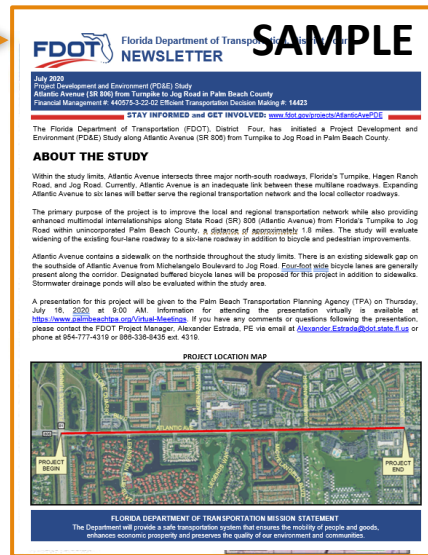 SAMPLE
FDOT
Florida Department of Transportation, District Four
NEWSLETTER
July 2020
Project Development and Environment (PD&E) Study
Atlantic Avenue (SR 806) from Turnpike to Jog Road in Palm Beach County
Financial Management #: 440575-3-22-02 Efficient Transportation Decision Making #: 14423
STAY INFORMED and GET INVOLVED: www.fdot.gov/projects/AtlanticAvePDE
The Florida Department of Transportation (FDOT), District Four, has initiated a Project Development and
Environment (PD&E) Study along Atlantic Avenue (SR 806) from Turnpike to Jog Road in Palm Beach County.
ABOUT THE STUDY
Within the study limits, Atlantic Avenue intersects three major north-south roadways, Florida's Turnpike, Hagen Ranch
Road, and Jog Road. Currently, Atlantic Avenue is an inadequate link between these multilane roadways. Expanding
Atlantic Avenue to six lanes will better serve the regional transportation network and the local collector roadways.
The primary purpose of the project is to improve the local and regional transportation network while also providing
enhanced multimodal interrelationships along State Road (SR) 806 (Atlantic Avenue) from Florida's Turnpike to Jog
Road within unincorporated Palm Beach County, a distance of approximately 1.8 miles. The study will evaluate
widening of the existing four-lane roadway to a six-lane roadway in addition to bicycle and pedestrian improvements.
Atlantic Avenue contains a sidewalk on the northside throughout the study limits. There is an existing sidewalk gap on
the southside of Atlantic Avenue from Michelangelo Boulevard to Jog Road. Four-foot wide bicycle lanes are generally
present along the corridor. Designated buffered bicycle lanes will be proposed for this project in addition to sidewalks.
Stormwater drainage ponds will also be evaluated within the study area.
A presentation for this project will be given to the Palm Beach Transportation Planning Agency (TPA) on Thursday,
July 16, 2020 at 9:00 AM. Information for attending the presentation virtually is available at
https://www.palmbeachtpa.org/Virtual-Meetings. If you have any comments or questions following the presentation,
please contact the FDOT Project Manager, Alexander Estrada, PE via email at Alexander.Estrada@dot.state.fl.us or
phone at 954-777-4319 or 866-336-8435 ext. 4319.
PROJECT LOCATION MAP
ATLANTIC AVE
PROJECT
BEGIN
PROJECT
END
FLORIDA DEPARTMENT OF TRANSPORTATION MISSION STATEMENT
The Department will provide a safe transportation system that ensures the mobility of people and goods,
enhances economic prosperity and preserves the quality of our environment and communities.